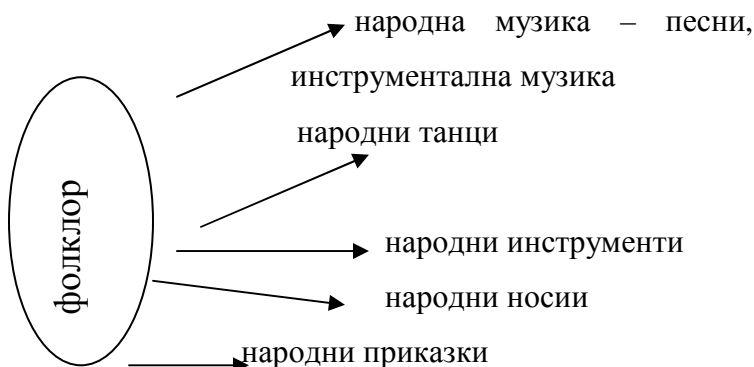 народна музика – песни,
инструментална музика
народни танци
фолклор
народни инструменти
народни носии
народни приказки